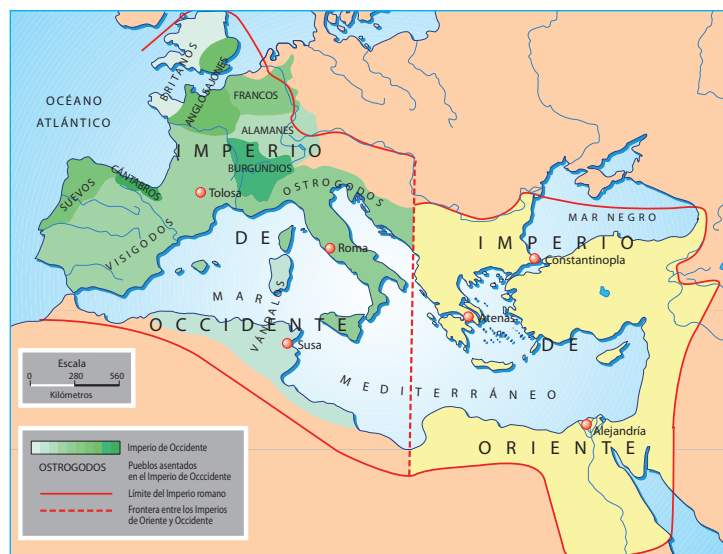 OCÉANO
ATLÁNTICO
BRITANOS
ANGLOSAJONES
FRANCOS
ALAMANES
IMPERIO
BURGUNDIOS
SUEVOS
CÁNTABROS
Tolosa
OSTROGODOS
VISIGODOS
DE
Roma
MAR
OCCIDENTE
VÁNDALOS
Susa
MEDITERRÁNEO
MAR NEGRO
IMPERIO
Constantinopla
Atenas
DE
Alejandría
ORIENTE
Escala
0 280 560
Kilómetros
Imperio de Occidente
OSTROGODOS Pueblos asentados
en el Imperio de Occcidente
Límite del Imperio romano
Frontera entre los Imperios
de Oriente y Occidente